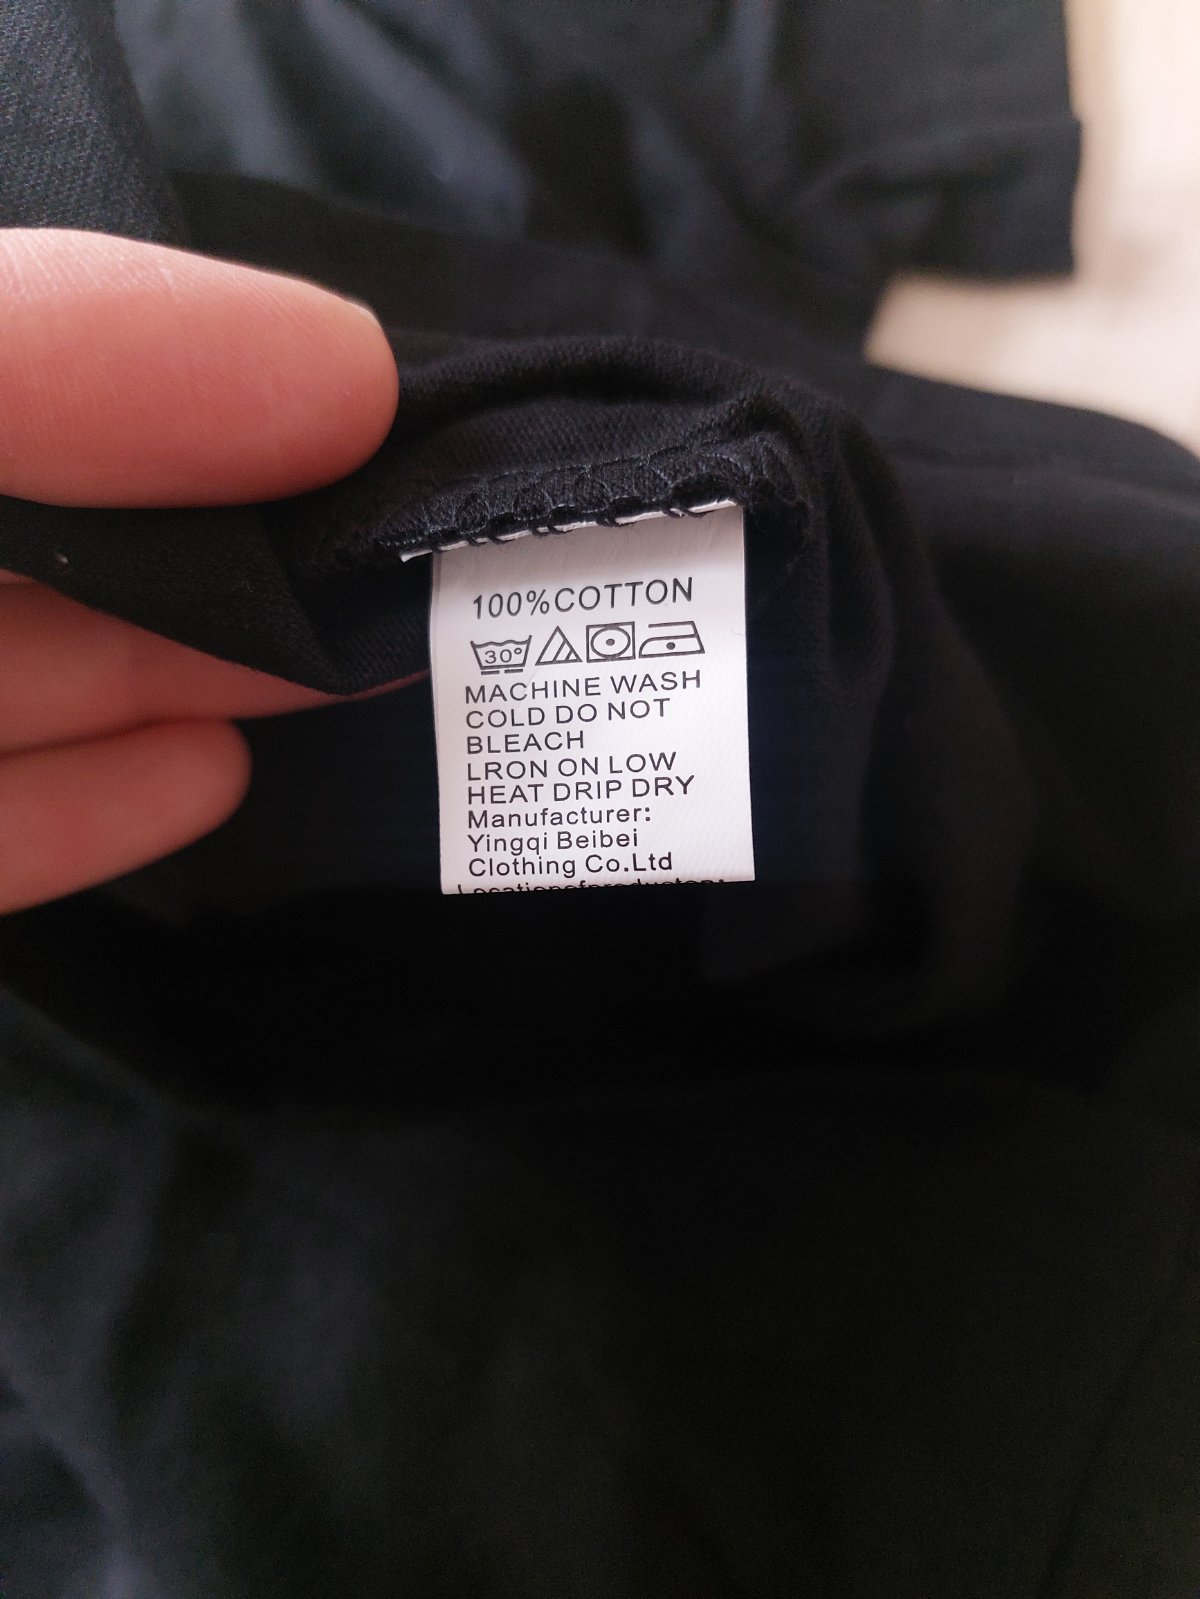 100%COTTON
30°
MACHINE WASH
COLD DO NOT
BLEACH
LRON ON LOW
HEAT DRIP DRY
Manufacturer:
Yingqi Beibei
Clothing Co.Ltd